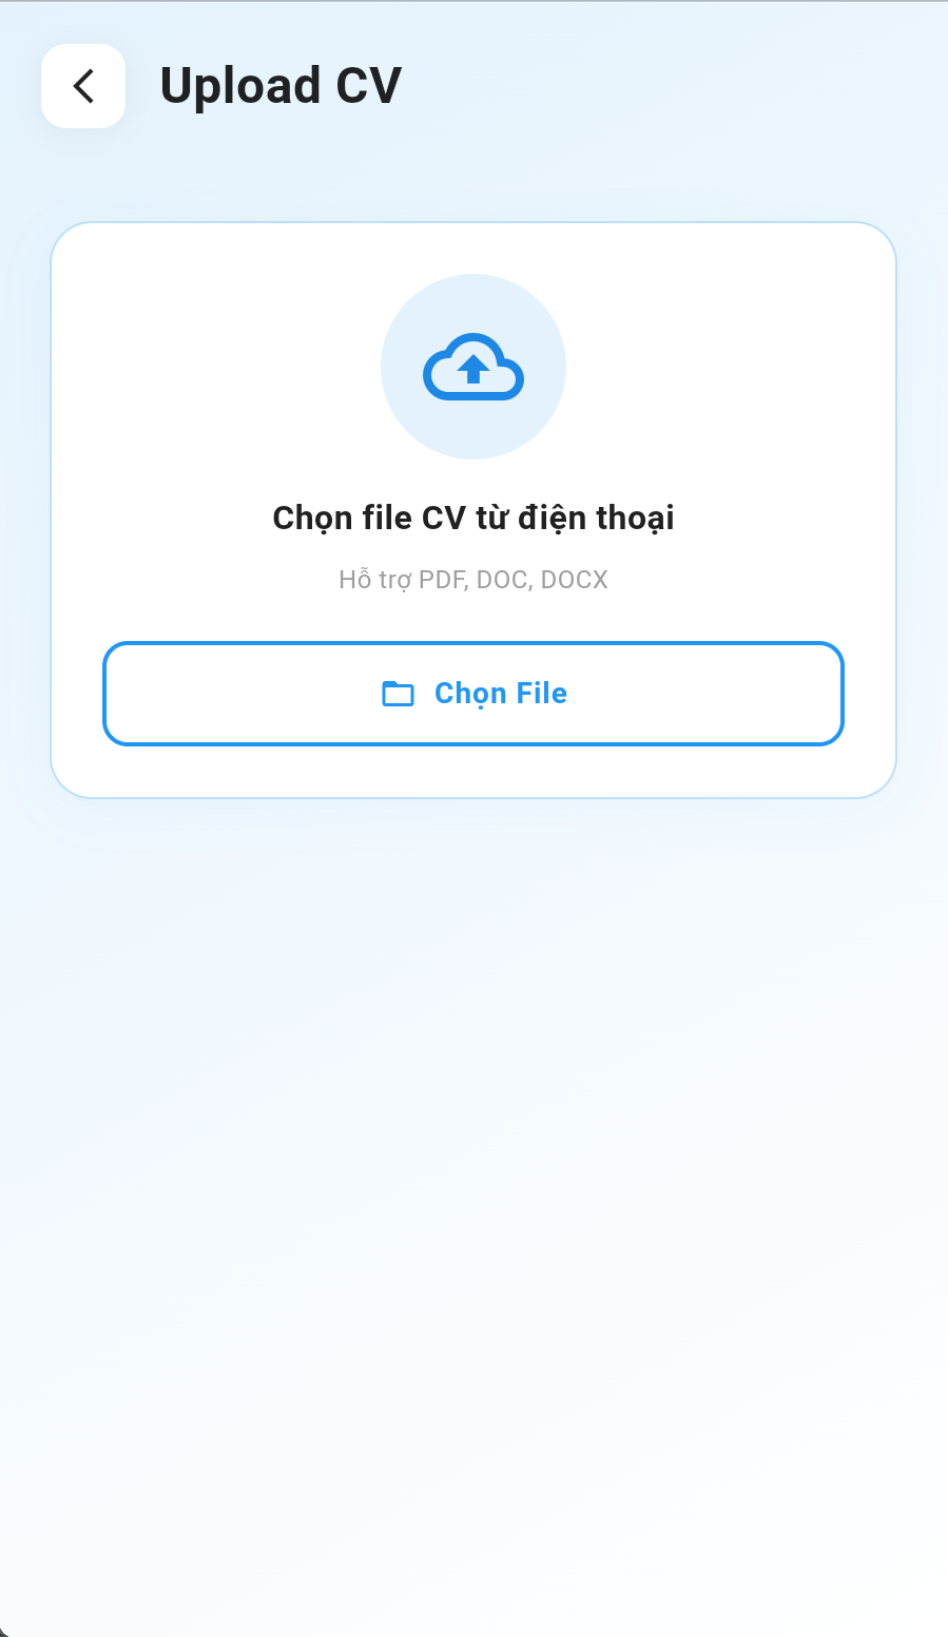 Upload CV
Chọn file CV từ điện thoại
Hỗ trợ PDF, DOC, DOCX
Chọn File